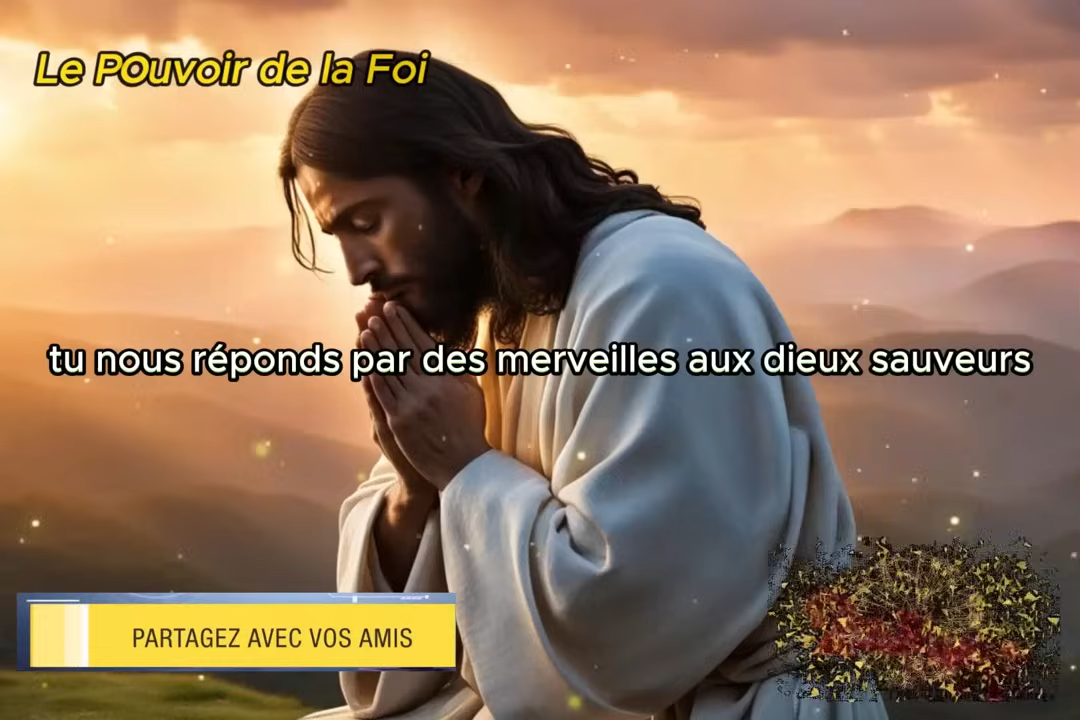 Le POuvoir de la Foi
tu nous réponds par des merveilles aux dieux sauveurs
PARTAGEZ AVEC VOS AMIS